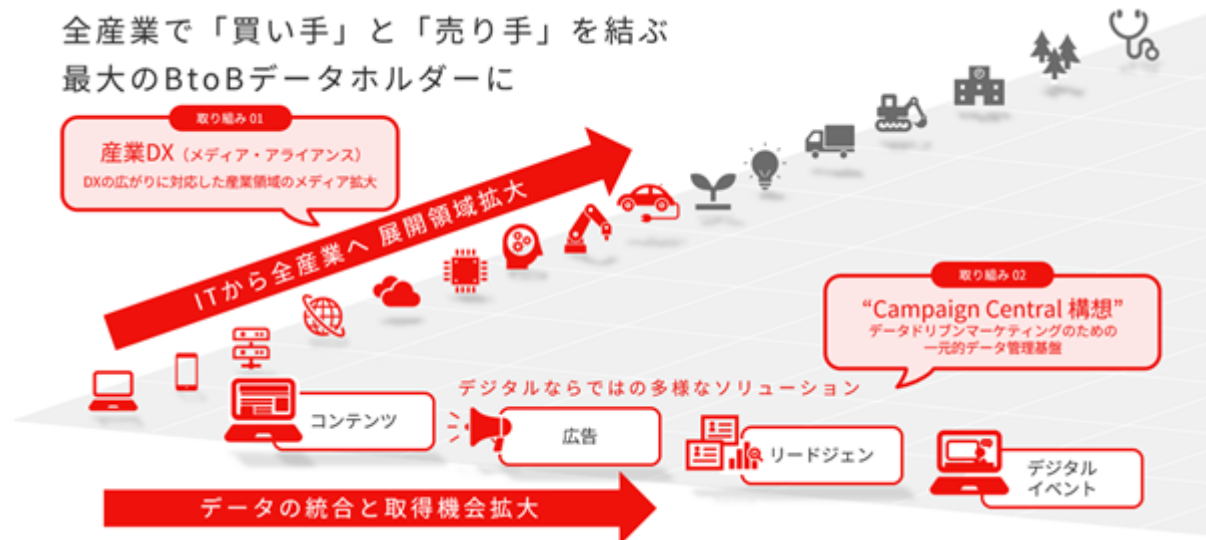 全産業で「買い手」と「売り手」を結ぶ
最大のBtoBデータホルダーに
取り組み 01
産業DX（メディア・アライアンス）
DXの広がりに対応した産業領域のメディア拡大
ITから全産業へ 展開領域拡大
取り組み 02
“Campaign Central 構想”
データドリブンマーケティングのための
一元的データ管理基盤
デジタルならではの多様なソリューション
コンテンツ
広告
リードジェン
デジタル
イベント
データの統合と取得機会拡大